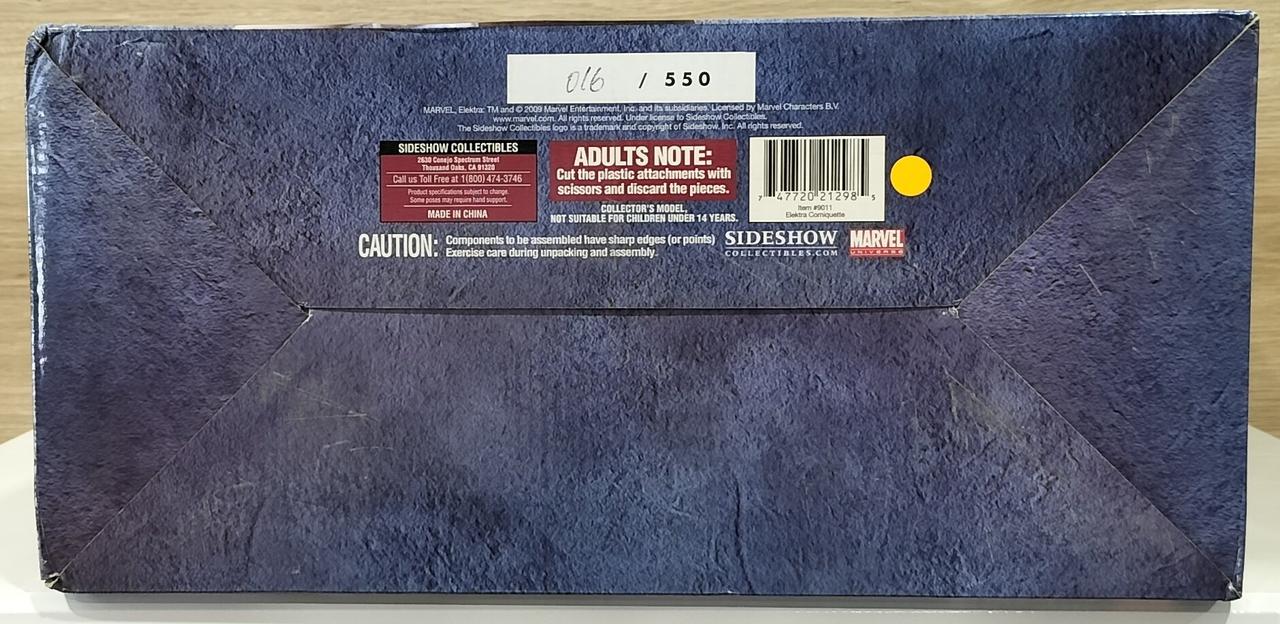 016 / 550
MARVEL, Elektra: TM and © 2009 Marvel Entertainment, Inc. and its subsidiaries. Licensed by Marvel Characters B.V.
www.marvel.com. All rights reserved. Under license to Sideshow Collectibles.
The Sideshow Collectibles logo is a trademark and copyright of Sideshow, Inc. All rights reserved.
SIDESHOW COLLECTIBLES
2630 Conejo Spectrum Street
Thousand Oaks, CA 91320
Call us Toll Free at 1(800) 474-3746
Product specifications subject to change.
Some poses may require hand support.
MADE IN CHINA
ADULTS NOTE:
Cut the plastic attachments with
scissors and discard the pieces.
COLLECTOR'S MODEL.
NOT SUITABLE FOR CHILDREN UNDER 14 YEARS.
7 47720 21298 5
Item #9011
Elektra Comiquette
CAUTION: Components to be assembled have sharp edges (or points)
Exercise care during unpacking and assembly.
SIDESHOW
COLLECTIBLES.COM
MARVEL
UNIVERSE